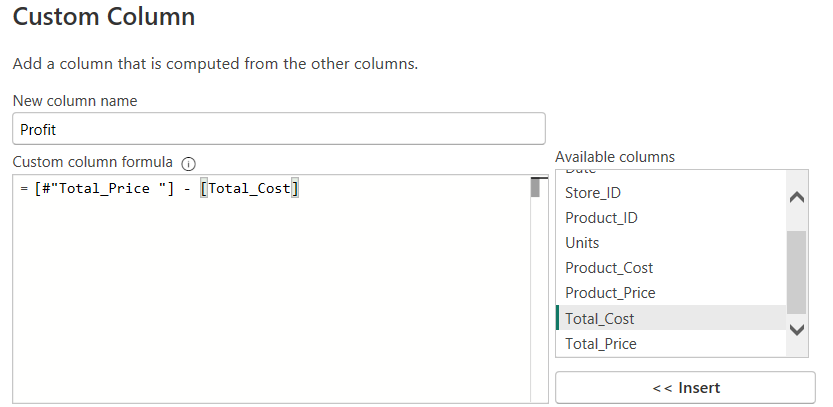 Custom Column
Add a column that is computed from the other columns.
New column name
Profit
Custom column formula
= [#"Total_Price "] - [Total_Cost]
Available columns
Date
Store_ID
Product_ID
Units
Product_Cost
Product_Price
Total_Cost
Total_Price
<< Insert